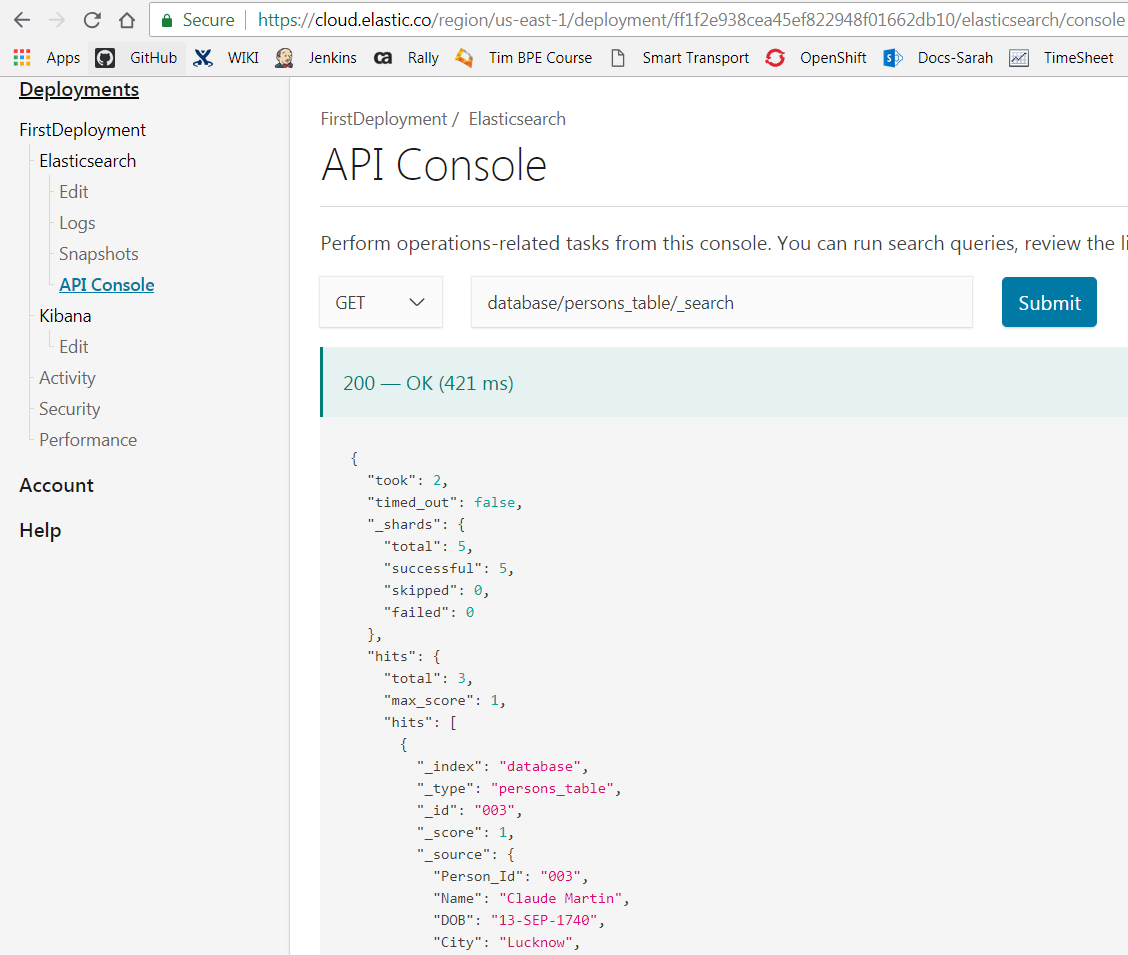 Secure https://cloud.elastic.co/region/us-east-1/deployment/ff1f2e938cea45ef822948f01662db10/elasticsearch/console
Apps GitHub WIKI Jenkins ca Rally Tim BPE Course Smart Transport OpenShift Docs-Sarah TimeSheet
Deployments
FirstDeployment
Elasticsearch
Edit
Logs
Snapshots
API Console
Kibana
Edit
Activity
Security
Performance
Account
Help
FirstDeployment / Elasticsearch
API Console
Perform operations-related tasks from this console. You can run search queries, review the li
GET database/persons_table/_search Submit
200 — OK (421 ms)
{
"took": 2,
"timed_out": false,
"_shards": {
"total": 5,
"successful": 5,
"skipped": 0,
"failed": 0
},
"hits": {
"total": 3,
"max_score": 1,
"hits": [
{
"_index": "database",
"_type": "persons_table",
"_id": "003",
"_score": 1,
"_source": {
"Person_Id": "003",
"Name": "Claude Martin",
"DOB": "13-SEP-1740",
"City": "Lucknow",